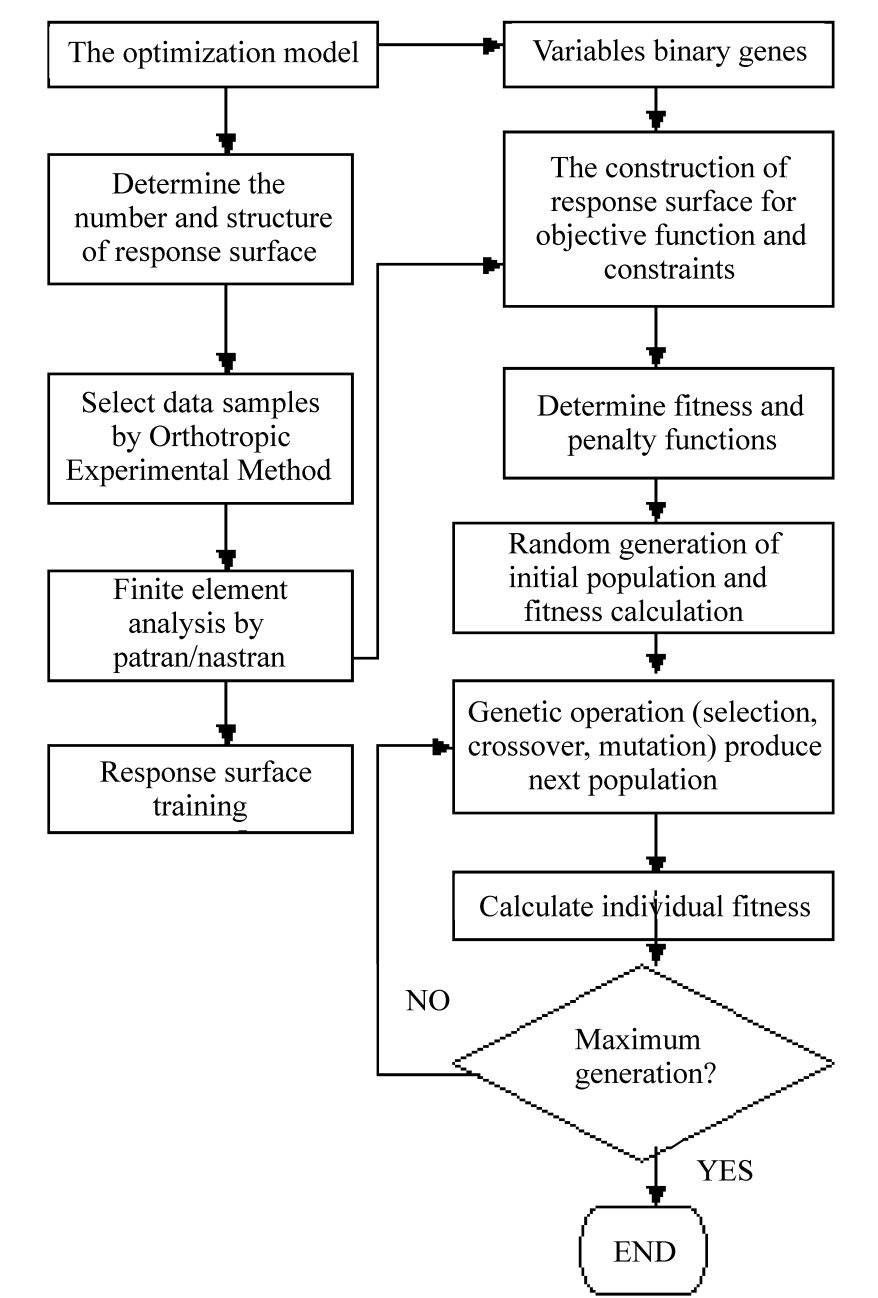 The optimization model
Variables binary genes
Determine the
number and structure
of response surface
The construction of
response surface for
objective function and
constraints
Select data samples
by Orthotropic
Experimental Method
Determine fitness and
penalty functions
Finite element
analysis by
patran/nastran
Random generation of
initial population and
fitness calculation
Response surface
training
Genetic operation (selection,
crossover, mutation) produce
next population
Calculate individual fitness
NO
Maximum
generation?
YES
END